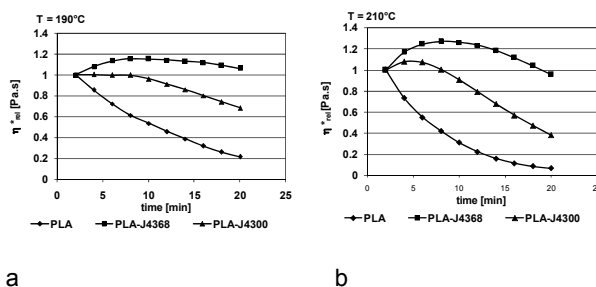 T = 190°C
1.4
1.2
1
0.8
0.6
0.4
0.2
0
η*rel [Pa.s]
0 5 10 15 20 25
time [min]
PLA PLA-J4368 PLA-J4300
a
T = 210°C
1.4
1.2
1
0.8
0.6
0.4
0.2
0
η*rel [Pa.s]
0 5 10 15 20 25
time [min]
PLA PLA-J4368 PLA-J4300
b